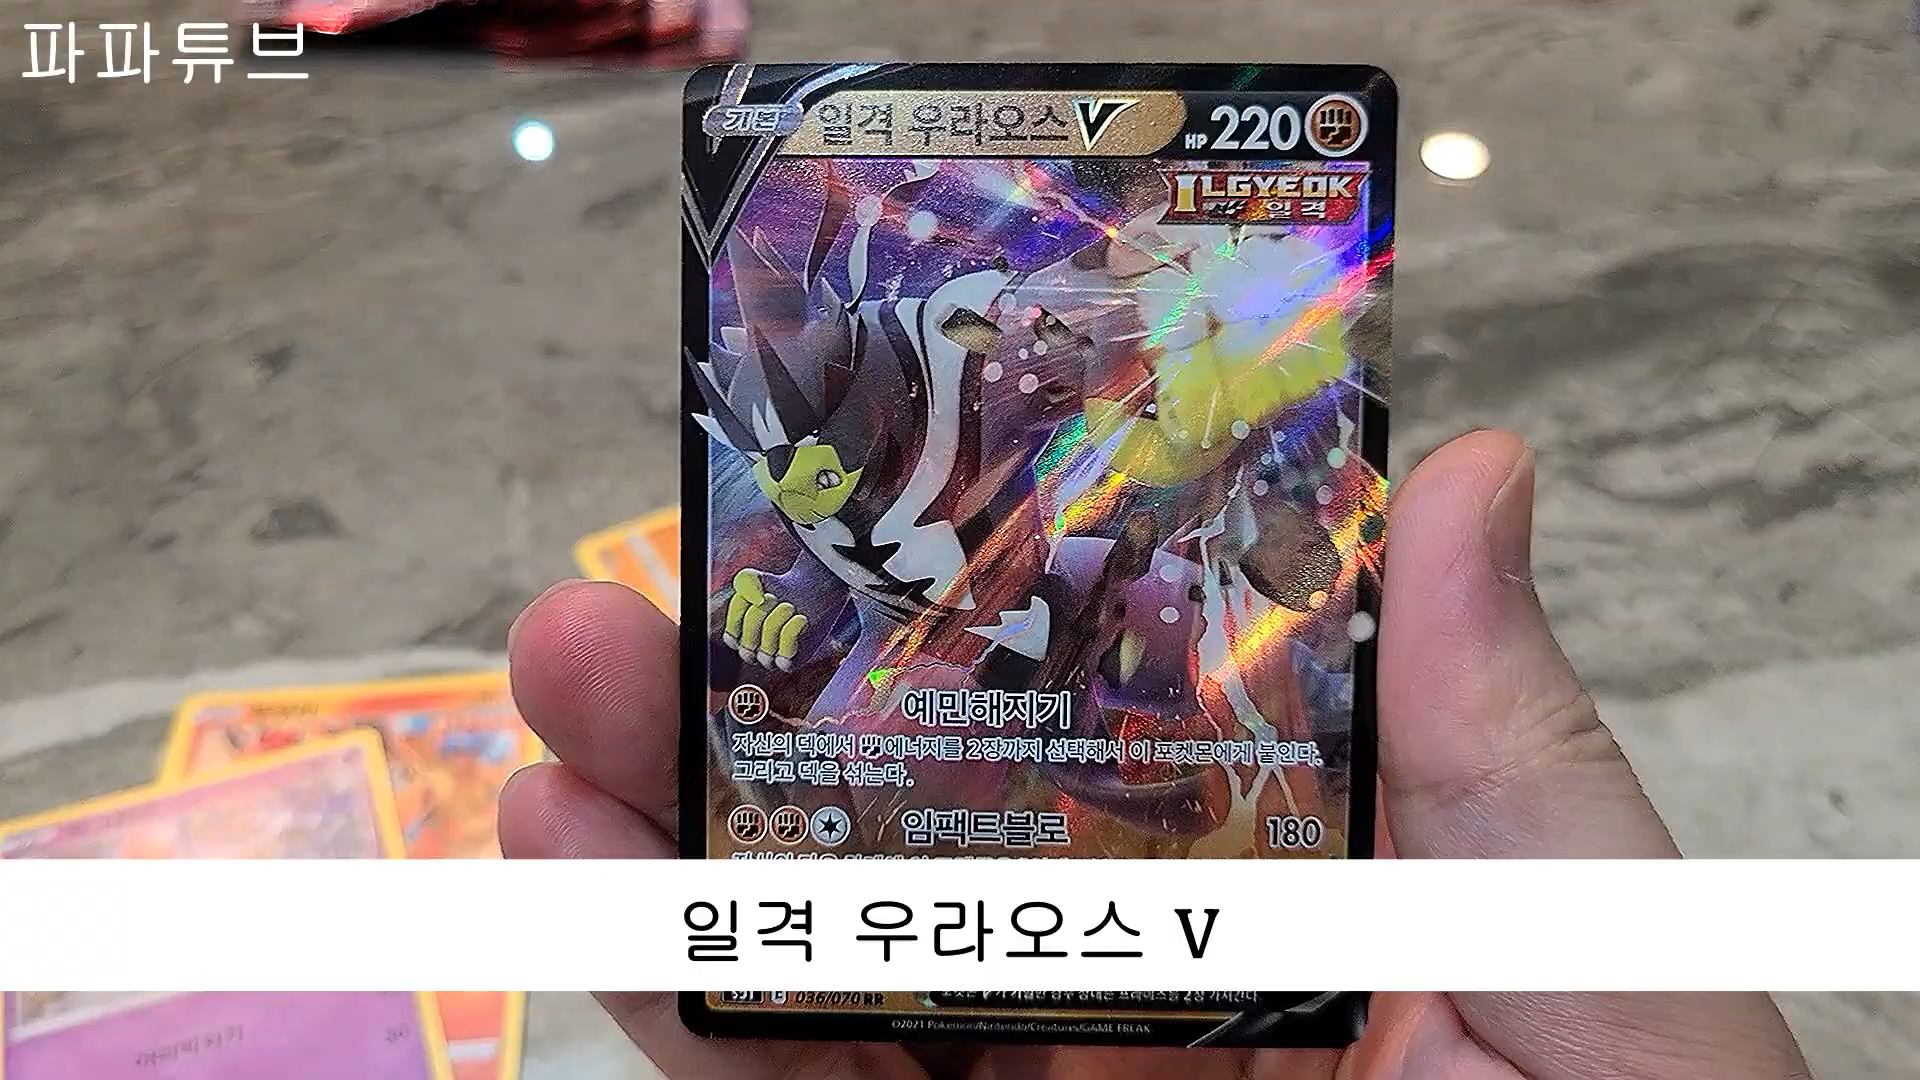 파파튜브
기본 일격 우라오스 V HP 220
ILGYEOK
일격
예민해지기
자신의 덱에서 에너지를 2장까지 선택해서 이 포켓몬에게 붙인다.
그리고 덱을 섞는다.
임팩트블로 180
일격 우라오스 V
036/070 RR
©2021 Pokémon/Nintendo/Creatures/GAME FREAK